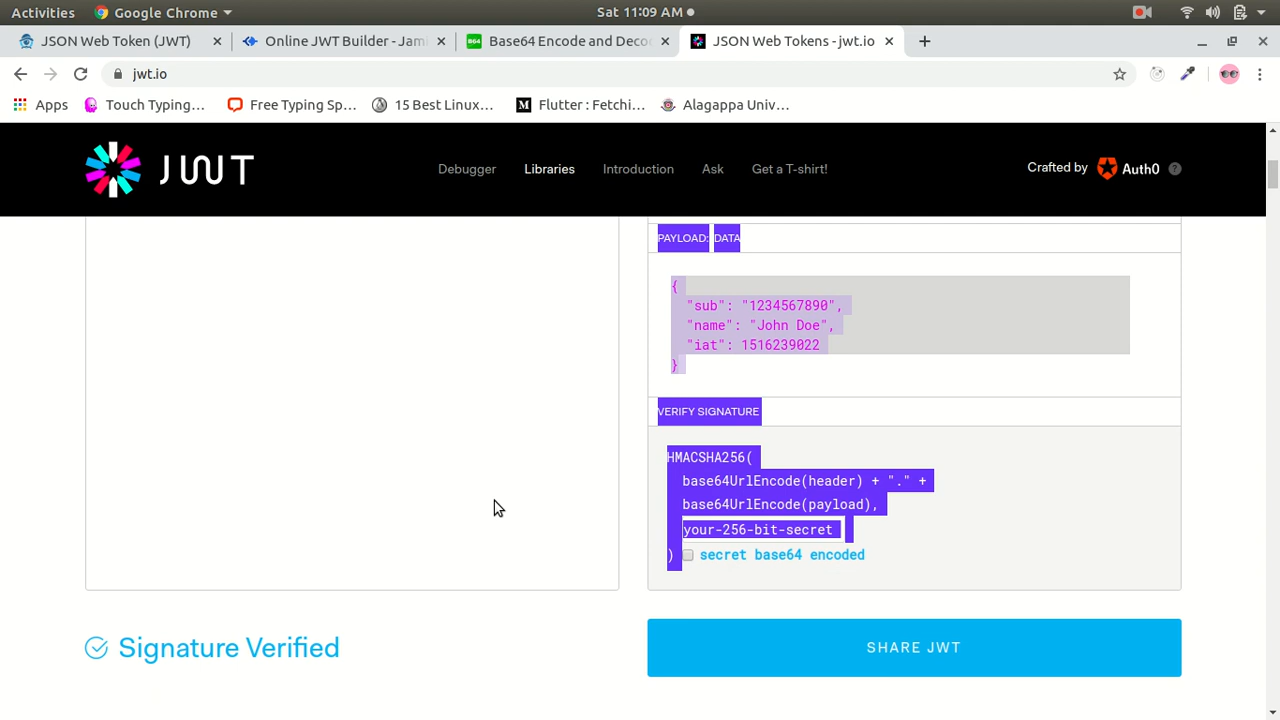 Activities Google Chrome Sat 11:09 AM
JSON Web Token (JWT) Online JWT Builder - Jami Base64 Encode and Decod JSON Web Tokens - jwt.io
jwt.io
Apps Touch Typing… Free Typing Sp… 15 Best Linux… M Flutter : Fetchi… Alagappa Univ…
JWT Debugger Libraries Introduction Ask Get a T-shirt! Crafted by Auth0 ?
PAYLOAD: DATA
{
"sub": "1234567890",
"name": "John Doe",
"iat": 1516239022
}
VERIFY SIGNATURE
HMACSHA256(
base64UrlEncode(header) + "." +
base64UrlEncode(payload),
your-256-bit-secret
) secret base64 encoded
Signature Verified SHARE JWT